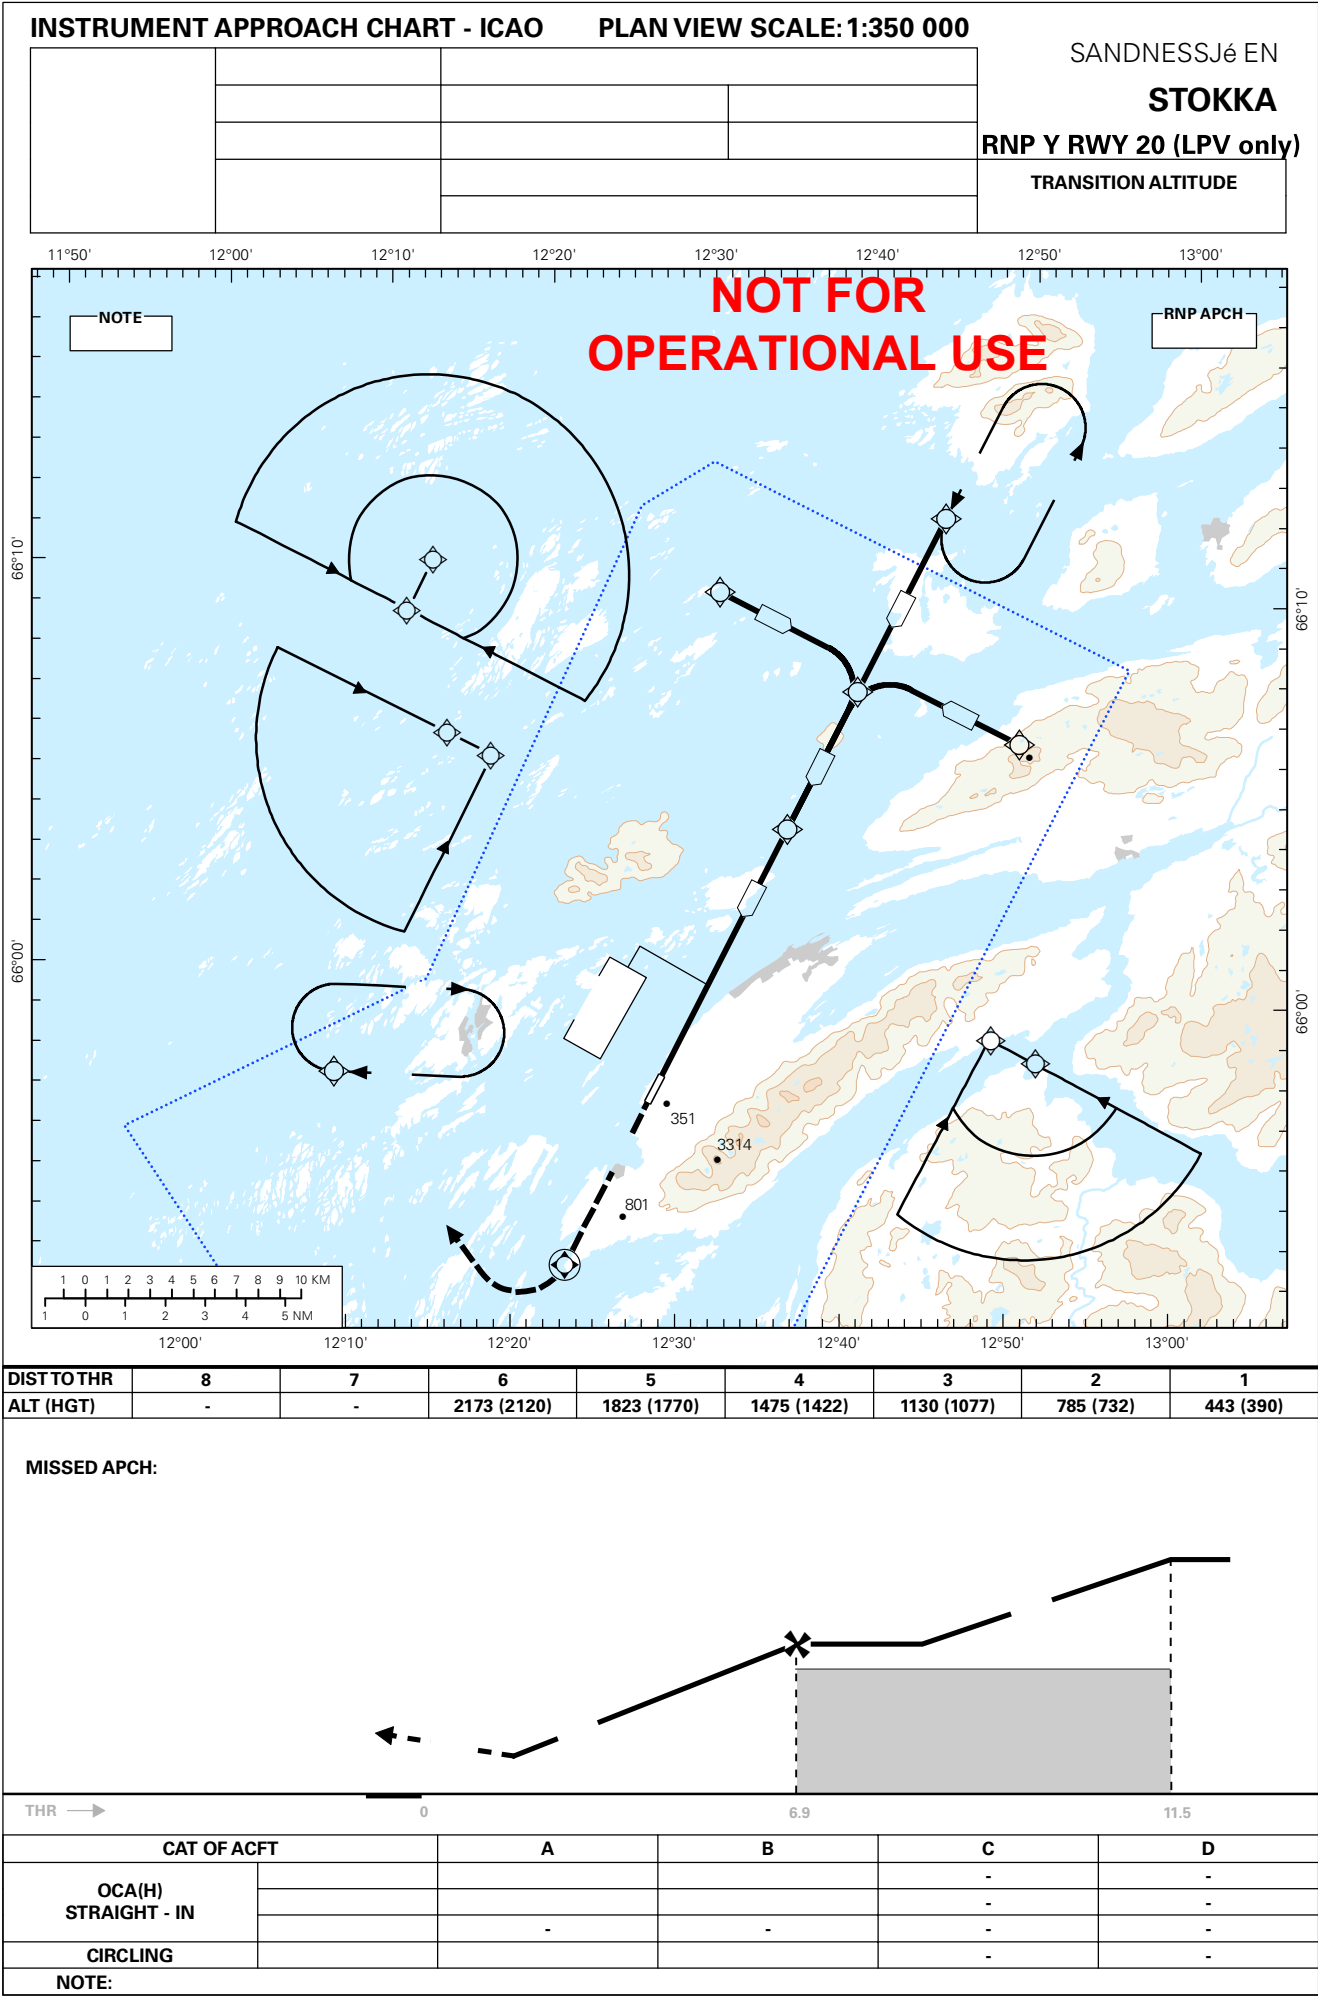 INSTRUMENT APPROACH CHART - ICAO PLAN VIEW SCALE: 1:350 000
SANDNESSJé EN
STOKKA
RNP Y RWY 20 (LPV only)
TRANSITION ALTITUDE
11°50' 12°00' 12°10' 12°20' 12°30' 12°40' 12°50' 13°00'
NOT FOR
OPERATIONAL USE
NOTE
RNP APCH
66°10'
66°10'
66°00'
66°00'
351
3314
801
1 0 1 2 3 4 5 6 7 8 9 10 KM
1 0 1 2 3 4 5 NM
12°00' 12°10' 12°20' 12°30' 12°40' 12°50' 13°00'
DIST TO THR 8 7 6 5 4 3 2 1
ALT (HGT) - - 2173 (2120) 1823 (1770) 1475 (1422) 1130 (1077) 785 (732) 443 (390)
MISSED APCH:
THR 0 6.9 11.5
CAT OF ACFT A B C D
OCA(H)
STRAIGHT - IN
- -
- -
- - - -
CIRCLING - -
NOTE: